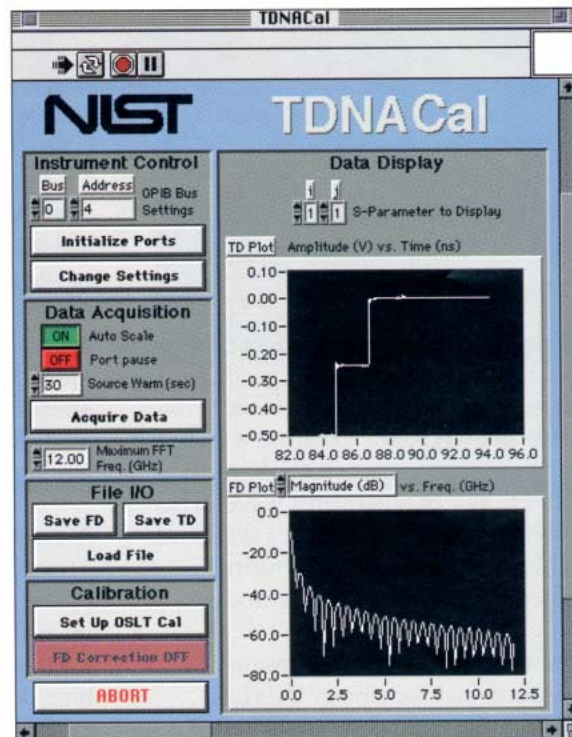 TDNACal
NIST TDNACal
Instrument Control
Bus Address GPIB Bus
0 4 Settings
Initialize Ports
Change Settings
Data Acquisition
ON Auto Scale
OFF Port pause
30 Source Warm (sec)
Acquire Data
12.00 Maximum FFT
Freq. (GHz)
File I/O
Save FD Save TD
Load File
Calibration
Set Up OSLT Cal
FD Correction OFF
ABORT
Data Display
i j
1 1 S-Parameter to Display
TD Plot Amplitude (V) vs. Time (ns)
0.10
0.00
-0.10
-0.20
-0.30
-0.40
-0.50
82.0 84.0 86.0 88.0 90.0 92.0 94.0 96.0
FD Plot Magnitude (dB) vs. Freq. (GHz)
0.0
-20.0
-40.0
-60.0
-80.0
0.0 2.5 5.0 7.5 10.0 12.5